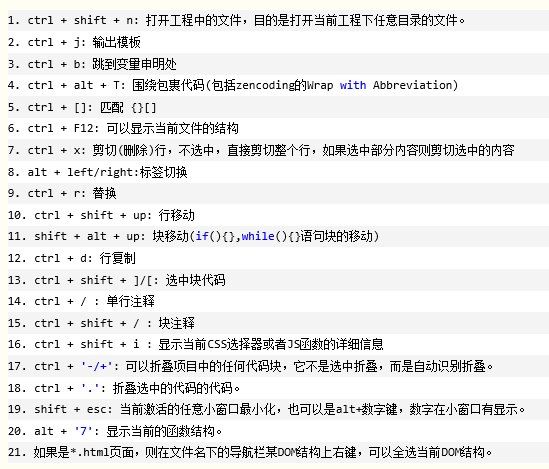 1. ctrl + shift + n: 打开工程中的文件，目的是打开当前工程下任意目录的文件。
2. ctrl + j: 输出模板
3. ctrl + b: 跳到变量申明处
4. ctrl + alt + T: 围绕包裹代码(包括zencoding的Wrap with Abbreviation)
5. ctrl + []: 匹配 {}[]
6. ctrl + F12: 可以显示当前文件的结构
7. ctrl + x: 剪切(删除)行，不选中，直接剪切整个行，如果选中部分内容则剪切选中的内容
8. alt + left/right:标签切换
9. ctrl + r: 替换
10. ctrl + shift + up: 行移动
11. shift + alt + up: 块移动(if(){},while(){}语句块的移动)
12. ctrl + d: 行复制
13. ctrl + shift + ]/[: 选中块代码
14. ctrl + / : 单行注释
15. ctrl + shift + / : 块注释
16. ctrl + shift + i : 显示当前CSS选择器或者JS函数的详细信息
17. ctrl + '-/+': 可以折叠项目中的任何代码块，它不是选中折叠，而是自动识别折叠。
18. ctrl + '.': 折叠选中的代码的代码。
19. shift + esc: 当前激活的任意小窗口最小化，也可以是alt+数字键，数字在小窗口有显示。
20. alt + '7': 显示当前的函数结构。
21. 如果是*.html页面，则在文件名下的导航栏某DOM结构上右键，可以全选当前DOM结构。